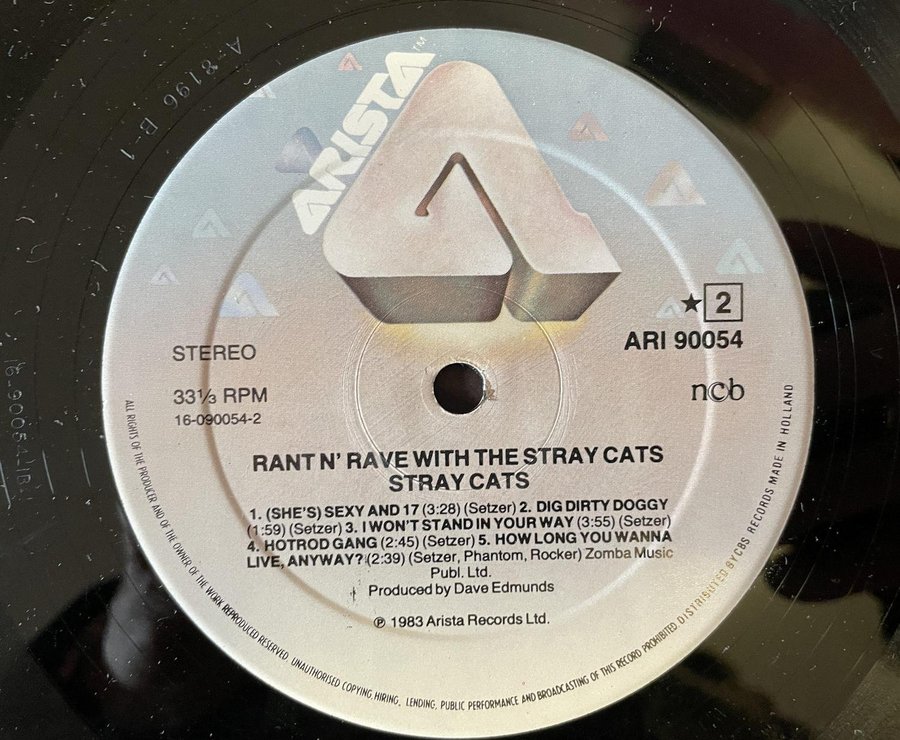 A 8196 B-1
ARISTA™
★ 2
ARI 90054
STEREO
33⅓ RPM
16-090054-2
ncb
RANT N' RAVE WITH THE STRAY CATS
STRAY CATS
1. (SHE'S) SEXY AND 17 (3:28) (Setzer) 2. DIG DIRTY DOGGY
(1:59) (Setzer) 3. I WON'T STAND IN YOUR WAY (3:55) (Setzer)
4. HOTROD GANG (2:45) (Setzer) 5. HOW LONG YOU WANNA
LIVE, ANYWAY? (2:39) (Setzer, Phantom, Rocker) Zomba Music
Publ. Ltd.
Produced by Dave Edmunds
℗ 1983 Arista Records Ltd.
ALL RIGHTS OF THE PRODUCER AND OF THE OWNER OF THE WORK REPRODUCED RESERVED. UNAUTHORISED COPYING, HIRING, LENDING, PUBLIC PERFORMANCE AND BROADCASTING OF THIS RECORD PROHIBITED DISTRIBUTED BY CBS RECORDS MADE IN HOLLAND